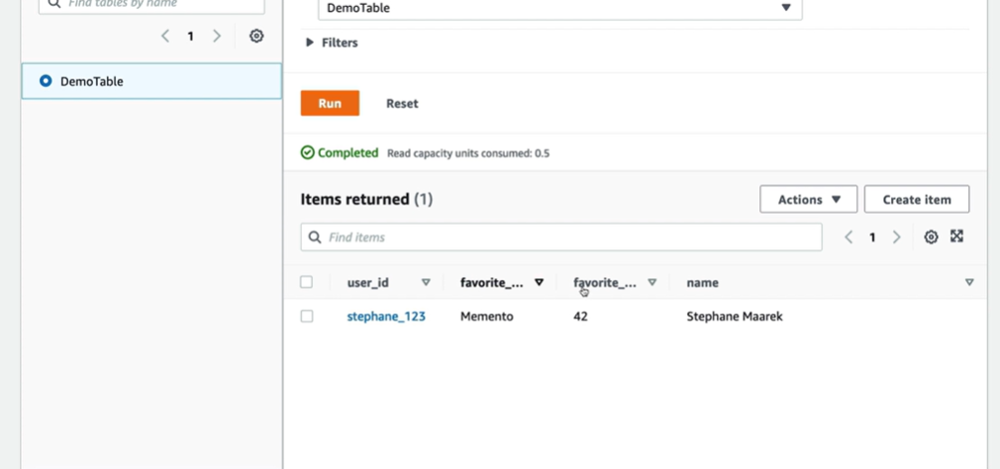 Find tables by name
1
DemoTable
DemoTable
Filters
Run Reset
Completed Read capacity units consumed: 0.5
Items returned (1)
Actions Create item
Find items
1
user_id favorite_... favorite_... name
stephane_123 Memento 42 Stephane Maarek